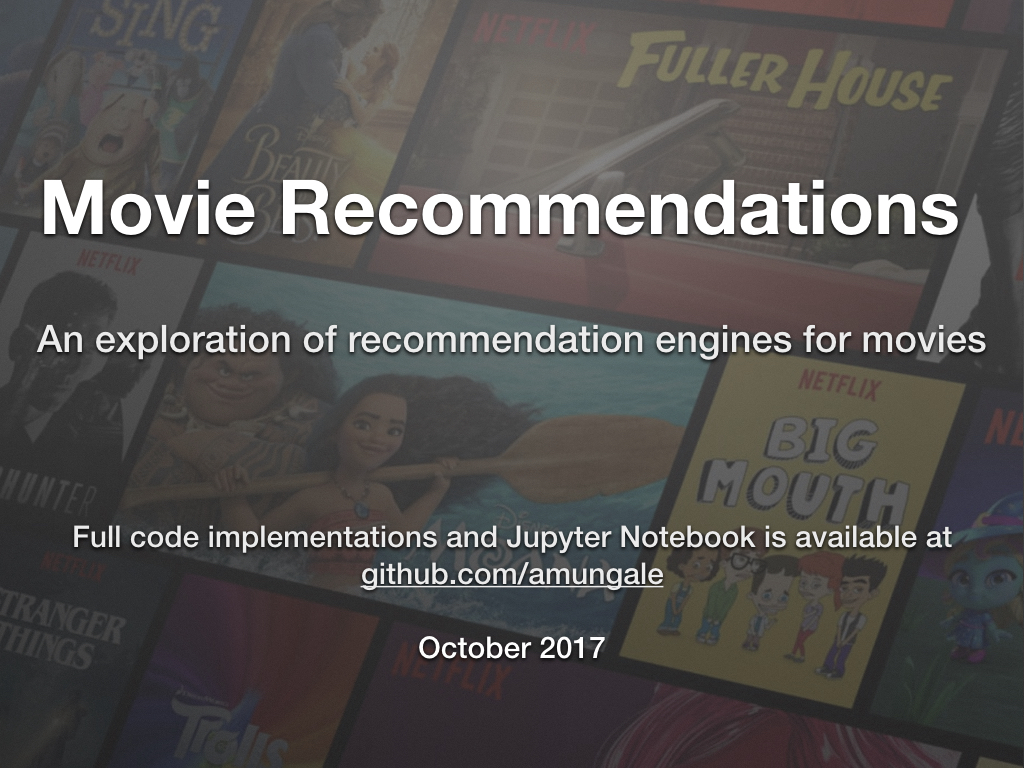 SING
NETFLIX
FULLER HOUSE
BEAUTY
BEAST
Movie Recommendations
NETFLIX
An exploration of recommendation engines for movies
NETFLIX
BIG
MOUTH
HUNTER
Full code implementations and Jupyter Notebook is available at
github.com/amungale
NETFLIX
STRANGER
THINGS
October 2017
NETFLIX
Trolls